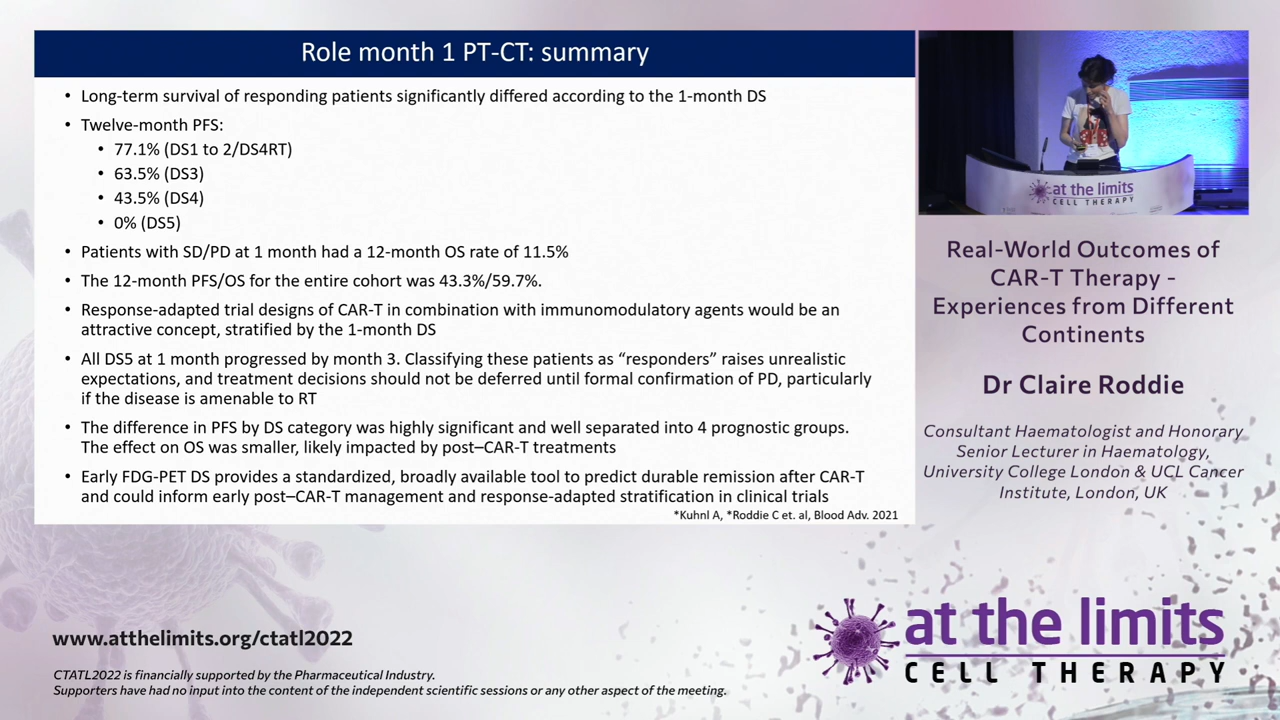 Role month 1 PT-CT: summary
• Long-term survival of responding patients significantly differed according to the 1-month DS
• Twelve-month PFS:
• 77.1% (DS1 to 2/DS4RT)
• 63.5% (DS3)
• 43.5% (DS4)
• 0% (DS5)
• Patients with SD/PD at 1 month had a 12-month OS rate of 11.5%
• The 12-month PFS/OS for the entire cohort was 43.3%/59.7%.
• Response-adapted trial designs of CAR-T in combination with immunomodulatory agents would be an
attractive concept, stratified by the 1-month DS
• All DS5 at 1 month progressed by month 3. Classifying these patients as “responders” raises unrealistic
expectations, and treatment decisions should not be deferred until formal confirmation of PD, particularly
if the disease is amenable to RT
• The difference in PFS by DS category was highly significant and well separated into 4 prognostic groups.
The effect on OS was smaller, likely impacted by post–CAR-T treatments
• Early FDG-PET DS provides a standardized, broadly available tool to predict durable remission after CAR-T
and could inform early post–CAR-T management and response-adapted stratification in clinical trials
*Kuhnl A, *Roddie C et. al, Blood Adv. 2021
at the limits
CELL THERAPY
Real-World Outcomes of
CAR-T Therapy -
Experiences from Different
Continents
Dr Claire Roddie
Consultant Haematologist and Honorary
Senior Lecturer in Haematology,
University College London & UCL Cancer
Institute, London, UK
www.atthelimits.org/ctatl2022
CTATL2022 is financially supported by the Pharmaceutical Industry.
Supporters have had no input into the content of the independent scientific sessions or any other aspect of the meeting.
at the limits
CELL THERAPY